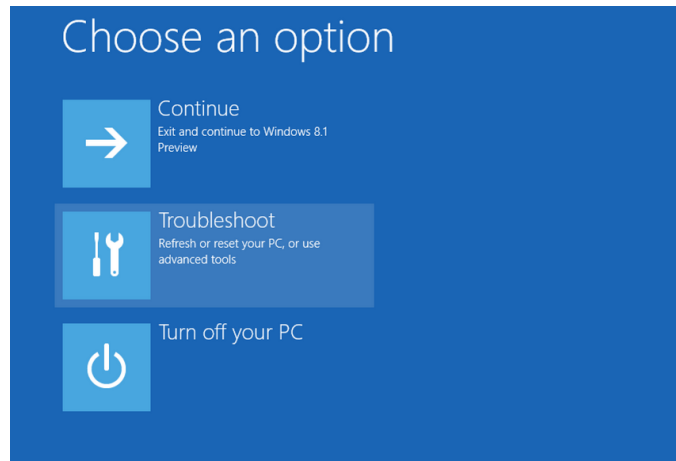 Choose an option
Continue
Exit and continue to Windows 8.1
Preview
Troubleshoot
Refresh or reset your PC, or use
advanced tools
Turn off your PC